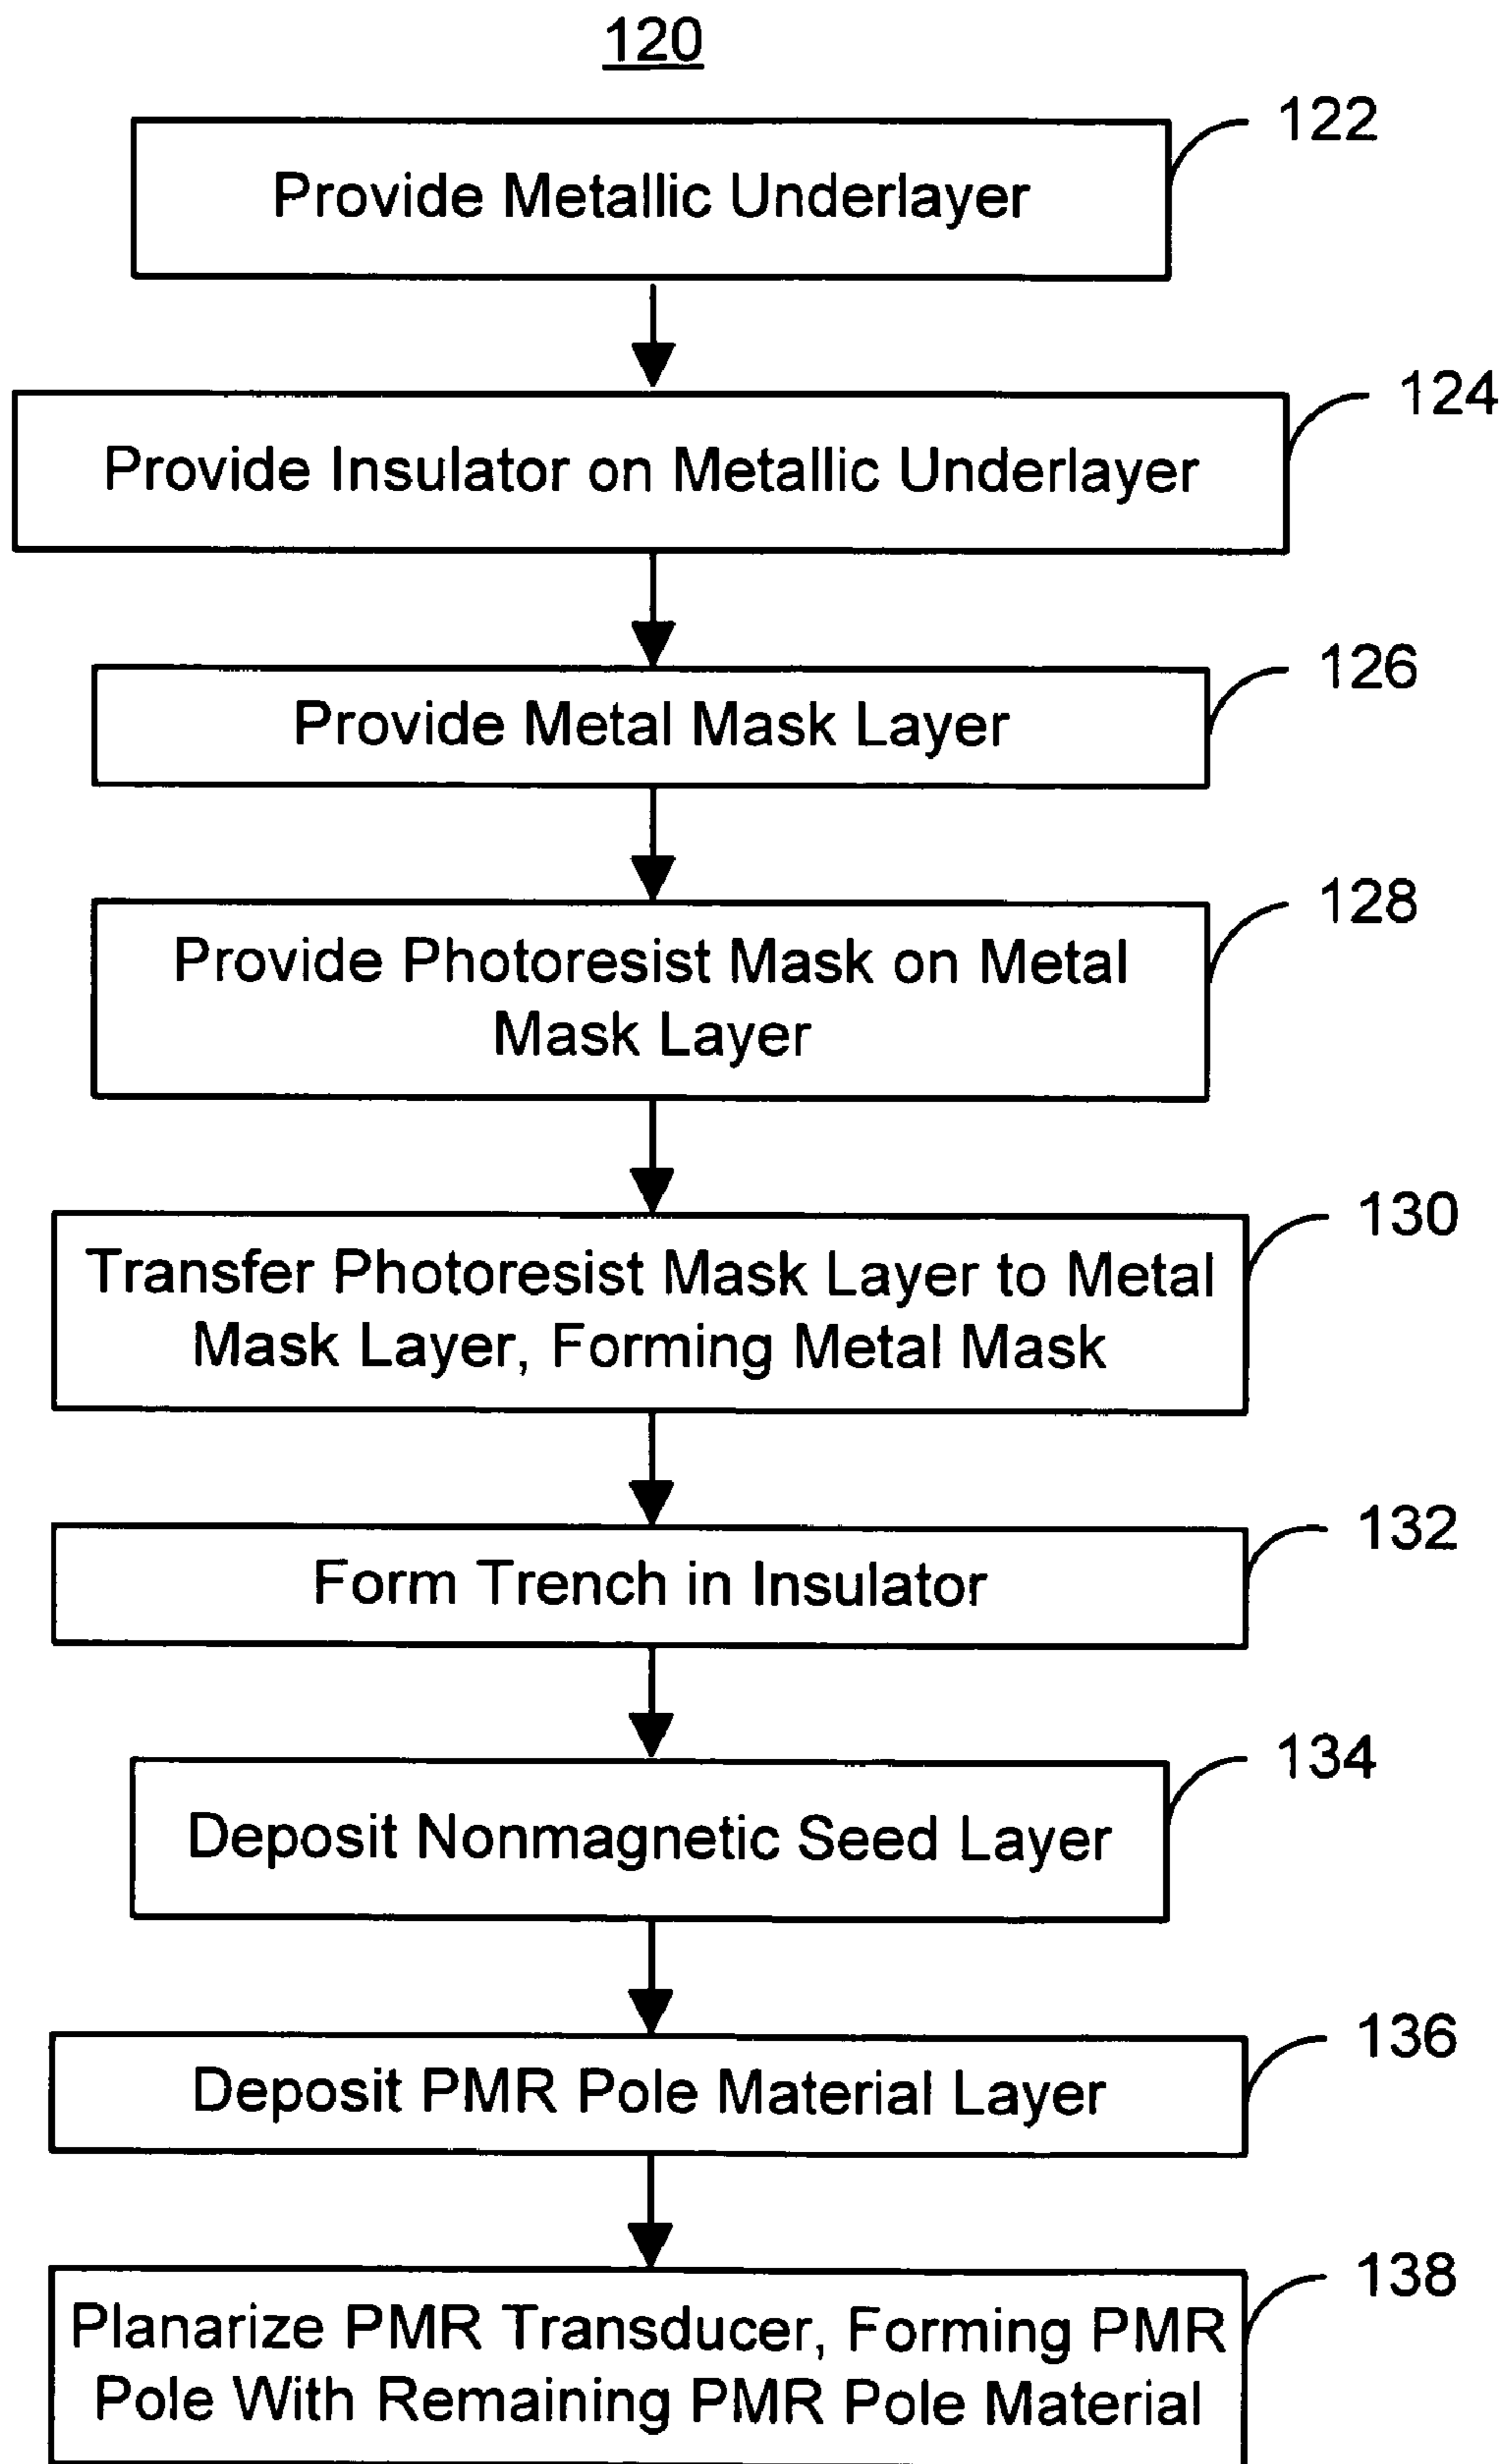 120
122
Provide Metallic Underlayer
124
Provide Insulator on Metallic Underlayer
126
Provide Metal Mask Layer
128
Provide Photoresist Mask on Metal
Mask Layer
130
Transfer Photoresist Mask Layer to Metal
Mask Layer, Forming Metal Mask
132
Form Trench in Insulator
134
Deposit Nonmagnetic Seed Layer
136
Deposit PMR Pole Material Layer
138
Planarize PMR Transducer, Forming PMR
Pole With Remaining PMR Pole Material